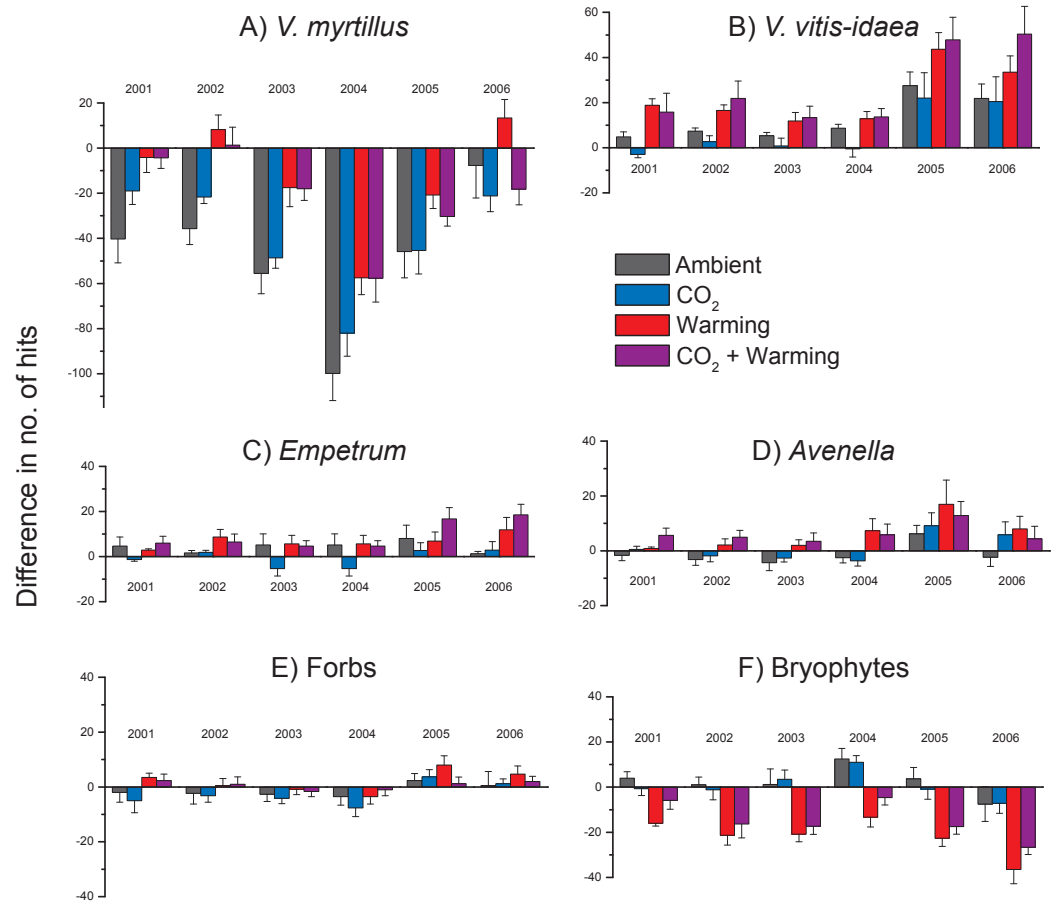 A) V. myrtillus
2001 2002 2003 2004 2005 2006
20
0
-20
-40
-60
-80
-100
B) V. vitis-idaea
60
40
20
0
-20
2001 2002 2003 2004 2005 2006
Ambient
CO2
Warming
CO2 + Warming
Difference in no. of hits
C) Empetrum
40
20
0
-20
2001 2002 2003 2004 2005 2006
D) Avenella
40
20
0
-20
2001 2002 2003 2004 2005 2006
E) Forbs
40
20
0
-20
-40
2001 2002 2003 2004 2005 2006
F) Bryophytes
40
20
0
-20
-40
2001 2002 2003 2004 2005 2006